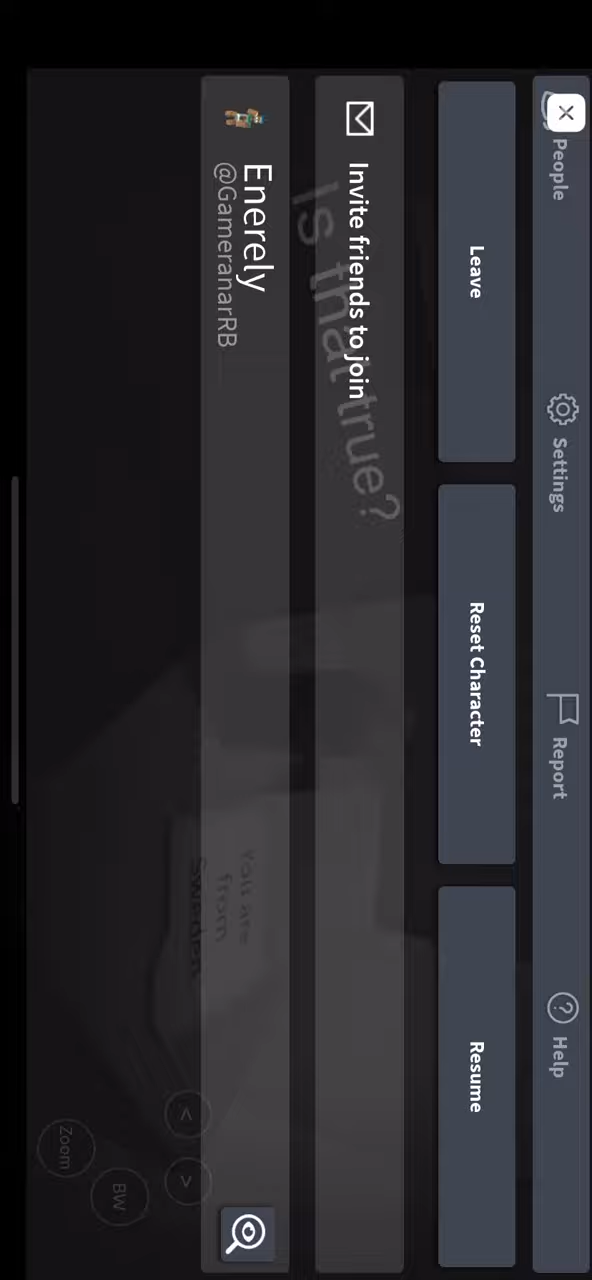 People
Settings
Report
Help
Leave
Reset Character
Resume
Invite friends to join
Is that true?
Enerely
@GameranarRB
You are
from
Sweden
<
>
Zoom
BW